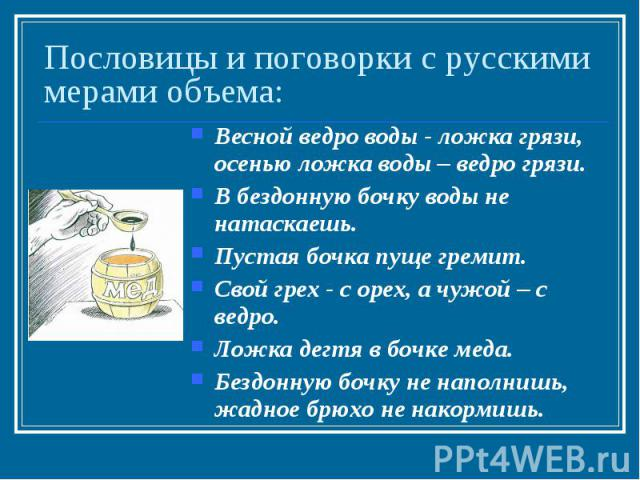 Пословицы и поговорки с русскими
мерами объема:
Весной ведро воды - ложка грязи,
осенью ложка воды – ведро грязи.
В бездонную бочку воды не
натаскаешь.
Пустая бочка пуще гремит.
Свой грех - с орех, а чужой – с
ведро.
Ложка дегтя в бочке меда.
Бездонную бочку не наполнишь,
жадное брюхо не накормишь.
мед
PPt4WEB.ru